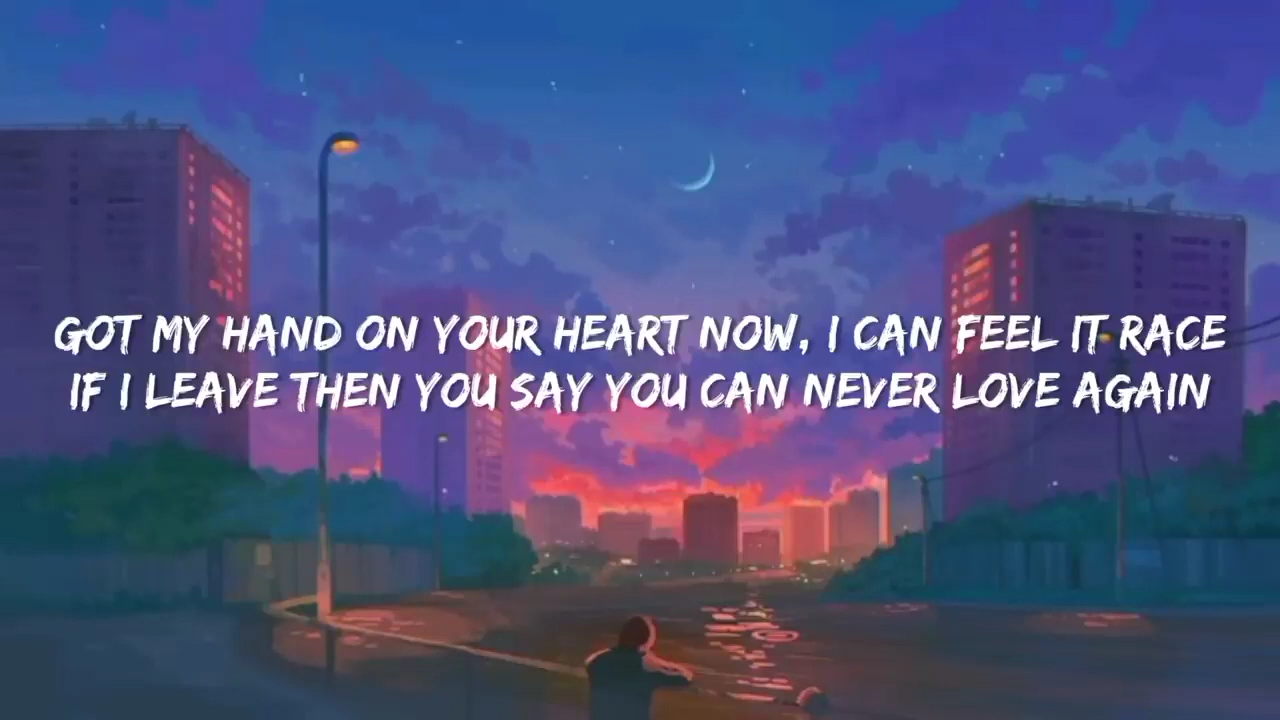 GOT MY HAND ON YOUR HEART NOW, I CAN FEEL IT RACE
IF I LEAVE THEN YOU SAY YOU CAN NEVER LOVE AGAIN